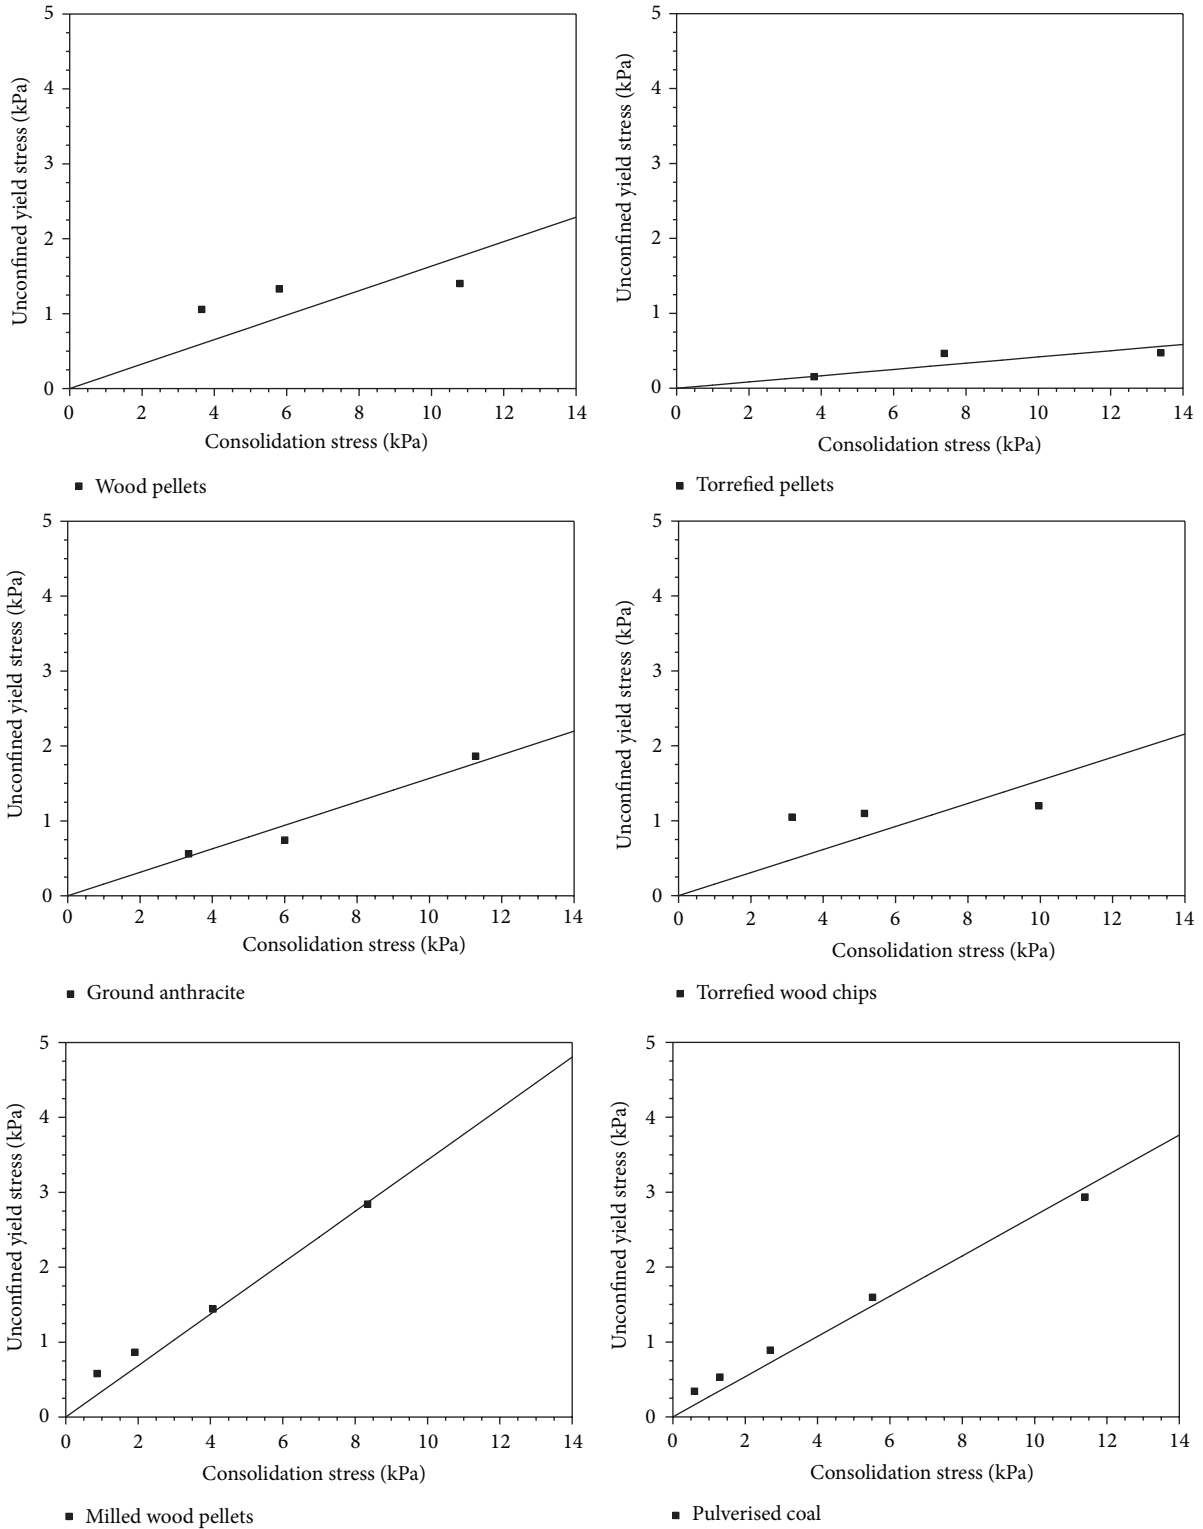 5
4
3
2
1
0
Unconfined yield stress (kPa)
0 2 4 6 8 10 12 14
Consolidation stress (kPa)
Wood pellets
5
4
3
2
1
0
Unconfined yield stress (kPa)
0 2 4 6 8 10 12 14
Consolidation stress (kPa)
Torrefied pellets
5
4
3
2
1
0
Unconfined yield stress (kPa)
0 2 4 6 8 10 12 14
Consolidation stress (kPa)
Ground anthracite
5
4
3
2
1
0
Unconfined yield stress (kPa)
0 2 4 6 8 10 12 14
Consolidation stress (kPa)
Torrefied wood chips
5
4
3
2
1
0
Unconfined yield stress (kPa)
0 2 4 6 8 10 12 14
Consolidation stress (kPa)
Milled wood pellets
5
4
3
2
1
0
Unconfined yield stress (kPa)
0 2 4 6 8 10 12 14
Consolidation stress (kPa)
Pulverised coal